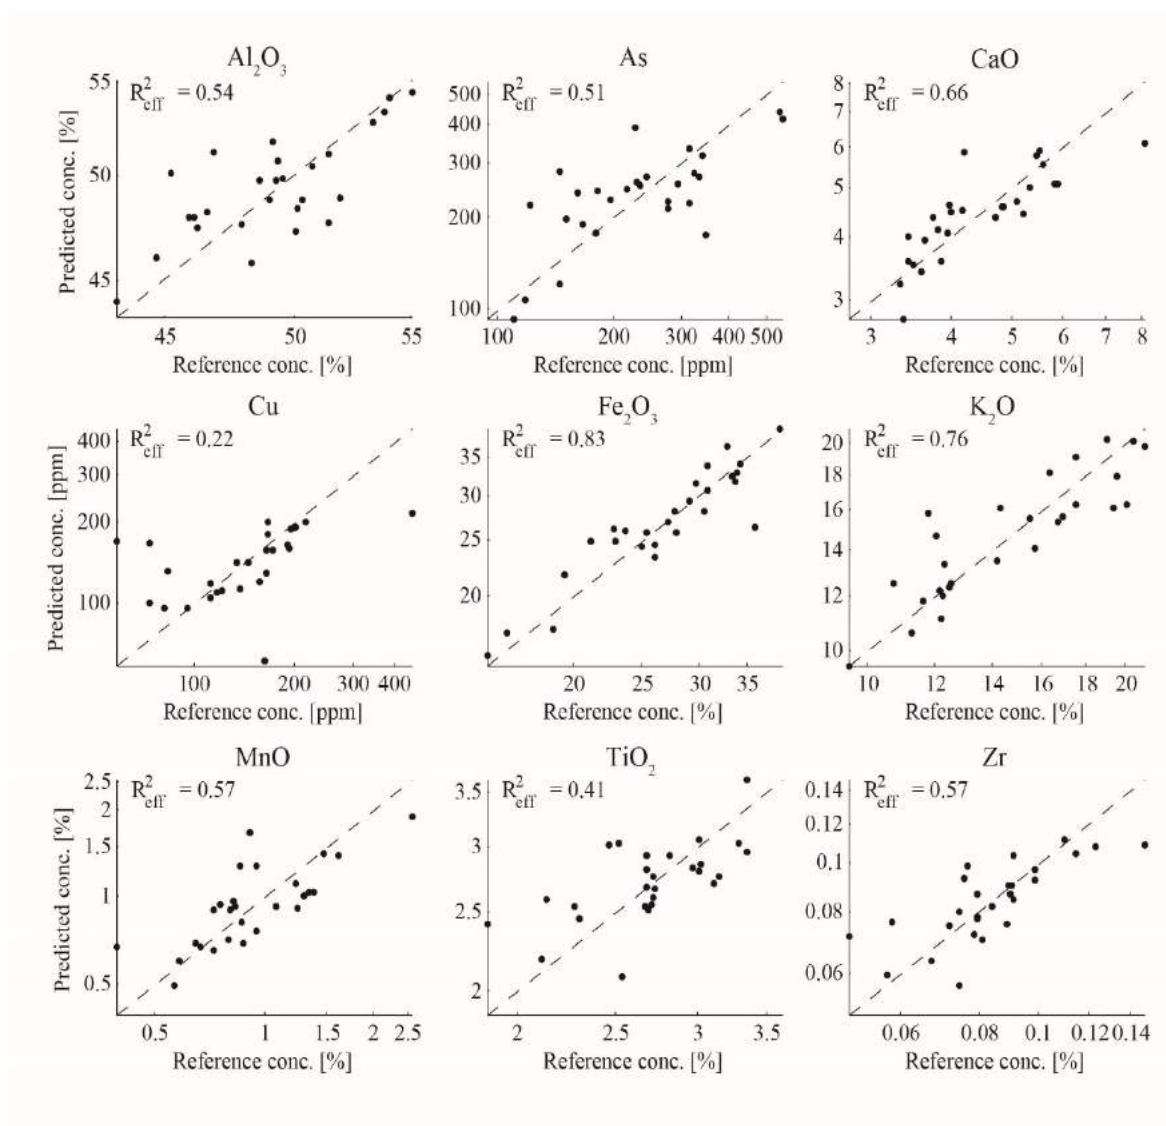 Al2O3
R2eff = 0.54
55
50
45
Predicted conc. [%]
45 50 55
Reference conc. [%]
As
R2eff = 0.51
500
400
300
200
100
100 200 300 400 500
Reference conc. [ppm]
CaO
R2eff = 0.66
8
7
6
5
4
3
3 4 5 6 7 8
Reference conc. [%]
Cu
R2eff = 0.22
400
300
200
100
Predicted conc. [ppm]
100 200 300 400
Reference conc. [ppm]
Fe2O3
R2eff = 0.83
35
30
25
20
20 25 30 35
Reference conc. [%]
K2O
R2eff = 0.76
20
18
16
14
12
10
10 12 14 16 18 20
Reference conc. [%]
MnO
R2eff = 0.57
2.5
2
1.5
1
0.5
Predicted conc. [%]
0.5 1 1.5 2 2.5
Reference conc. [%]
TiO2
R2eff = 0.41
3.5
3
2.5
2
2 2.5 3 3.5
Reference conc. [%]
Zr
R2eff = 0.57
0.14
0.12
0.1
0.08
0.06
0.06 0.08 0.1 0.12 0.14
Reference conc. [%]